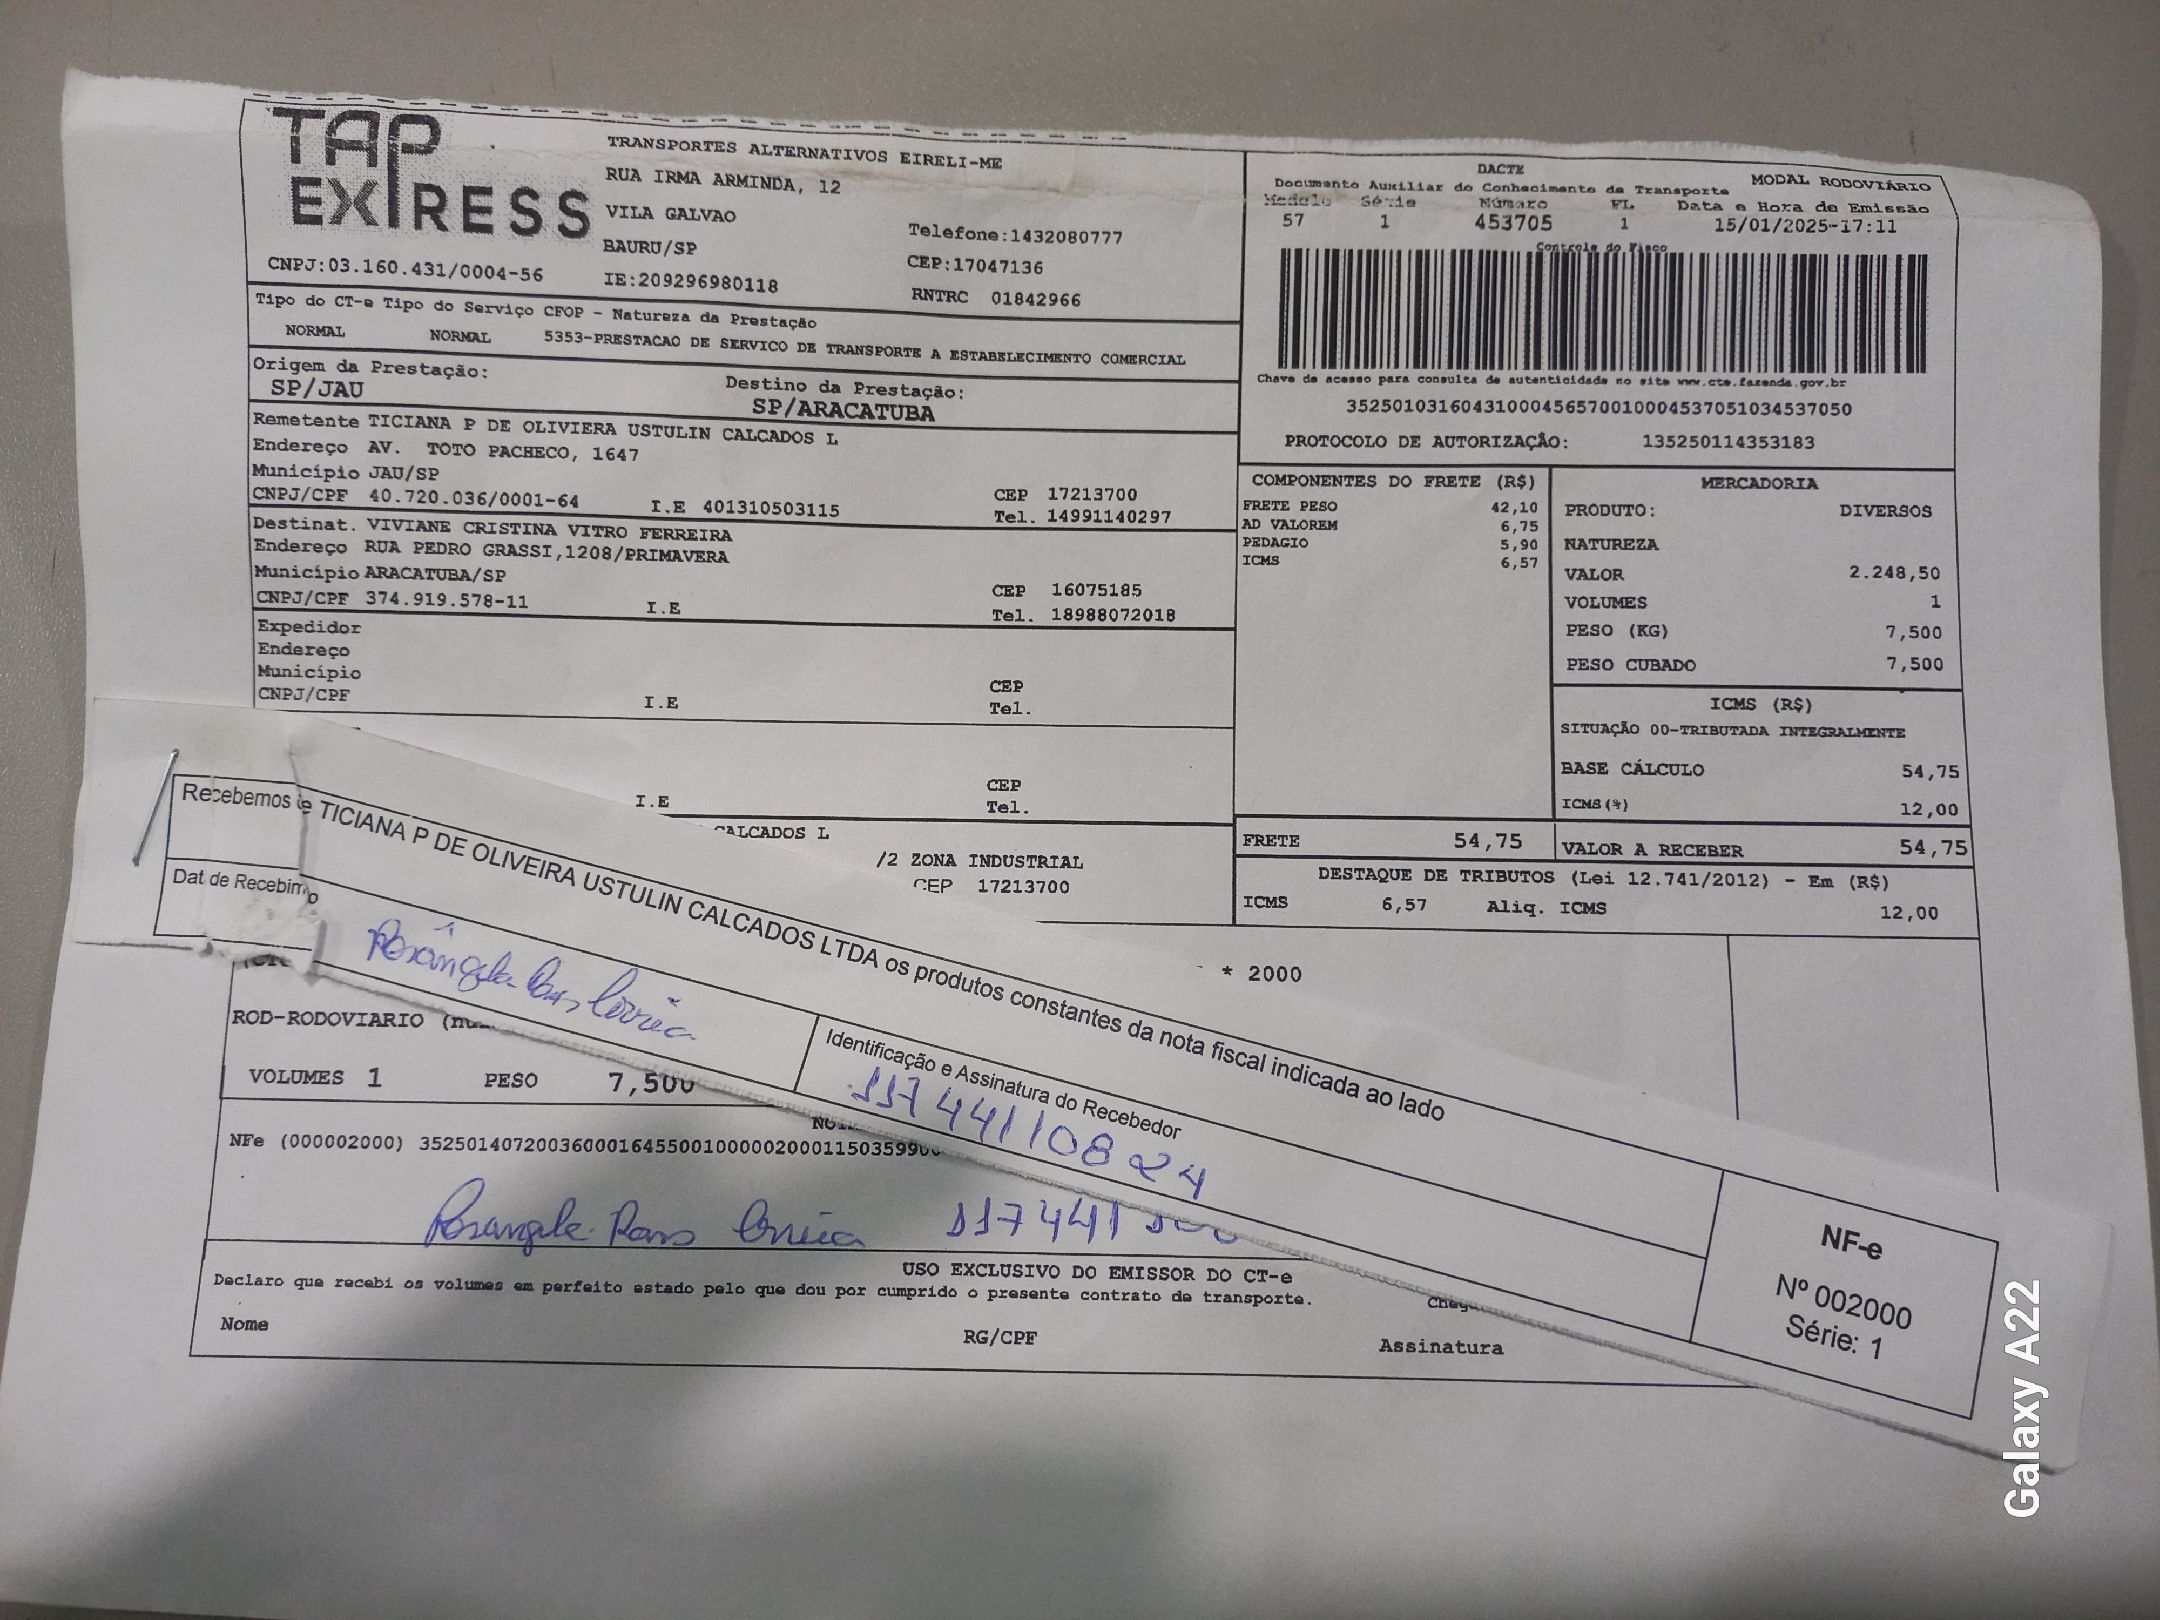 TAP
EXPRESS
TRANSPORTES ALTERNATIVOS EIRELI-ME
RUA IRMA ARMINDA, 12
VILA GALVAO
BAURU/SP
Telefone:1432080777
CEP:17047136
CNPJ:03.160.431/0004-56
IE:209296980118
RNTRC 01842966
DACTE
Documento Auxiliar do Conhecimento de Transporte
MODAL RODOVIÁRIO
Modelo Série Número FL Data e Hora de Emissão
57 1 453705 1 15/01/2025-17:11
Controle do Fisco
Chave de acesso para consulta de autenticidade no site www.cte.fazenda.gov.br
35250103160431000456570010004537051034537050
PROTOCOLO DE AUTORIZAÇÃO: 135250114353183
Tipo do CT-e Tipo do Serviço CFOP - Natureza da Prestação
NORMAL NORMAL 5353-PRESTACAO DE SERVICO DE TRANSPORTE A ESTABELECIMENTO COMERCIAL
Origem da Prestação: Destino da Prestação:
SP/JAU SP/ARACATUBA
Remetente TICIANA P DE OLIVIERA USTULIN CALCADOS L
Endereço AV. TOTO PACHECO, 1647
Município JAU/SP
CEP 17213700
CNPJ/CPF 40.720.036/0001-64 I.E 401310503115 Tel. 14991140297
Destinat. VIVIANE CRISTINA VITRO FERREIRA
Endereço RUA PEDRO GRASSI,1208/PRIMAVERA
Município ARACATUBA/SP
CEP 16075185
CNPJ/CPF 374.919.578-11 I.E Tel. 18988072018
Expedidor
Endereço
Município
CEP
CNPJ/CPF I.E Tel.
CEP
I.E Tel.
CALCADOS L
/2 ZONA INDUSTRIAL
CEP 17213700
COMPONENTES DO FRETE (R$)
FRETE PESO 42,10
AD VALOREM 6,75
PEDAGIO 5,90
ICMS 6,57
MERCADORIA
PRODUTO: DIVERSOS
NATUREZA
VALOR 2.248,50
VOLUMES 1
PESO (KG) 7,500
PESO CUBADO 7,500
ICMS (R$)
SITUAÇÃO 00-TRIBUTADA INTEGRALMENTE
BASE CÁLCULO 54,75
ICMS(%) 12,00
FRETE 54,75 VALOR A RECEBER 54,75
DESTAQUE DE TRIBUTOS (Lei 12.741/2012) - Em (R$)
ICMS 6,57 Aliq. ICMS 12,00
* 2000
Recebemos e TICIANA P DE OLIVEIRA USTULIN CALCADOS LTDA os produtos constantes da nota fiscal indicada ao lado
Dat de Recebim o
Rosângela Correa
Identificação e Assinatura do Recebedor
117 441108 24
NF-e
Nº 002000
Série: 1
ROD-RODOVIARIO
VOLUMES 1 PESO 7,500
NFe (000002000) 352501407200360001645500100000200011503599
Rosangela Correa 117441
USO EXCLUSIVO DO EMISSOR DO CT-e
Declaro que recebi os volumes em perfeito estado pelo que dou por cumprido o presente contrato de transporte.
Nome RG/CPF Assinatura
Galaxy A22